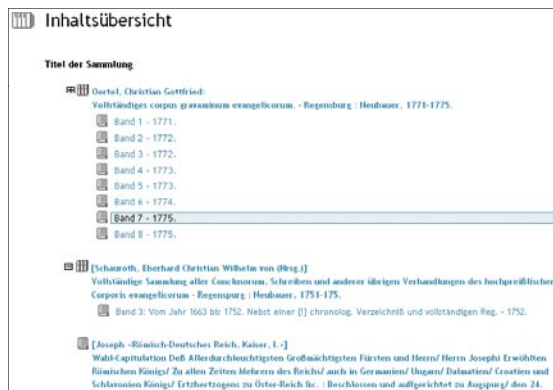 Inhaltsübersicht
Titel der Sammlung
Oertel, Christian Gottfried:
Vollständiges corpus gravaminum evangelicorum. - Regensburg : Neubauer, 1771-1775.
Band 1 - 1771.
Band 2 - 1772.
Band 3 - 1772.
Band 4 - 1773.
Band 5 - 1773.
Band 6 - 1774.
Band 7 - 1775.
Band 8 - 1775.
[Schauroth, Eberhard Christian Wilhelm von (Hrsg.)]
Vollständige Sammlung aller Conclusorum, Schreiben und anderer übrigen Verhandlungen des hochpreißlichen
Corporis evangelicorum - Regenspurg : Neubauer, 1751-175.
Band 3: Vom Jahr 1663 biz 1752. Nebst einer [!] chronolog. Verzeichniß und vollständigen Reg. - 1752.
[Joseph <Römisch-Deutsches Reich, Kaiser, I.>]
Wahl-Capitulation Deß Allerdurchleuchtigsten Großmächtigsten Fürsten und Herrn/ Herrn Josephi Erwöhlten
Römischen Königs/ Zu allen Zeiten Mehrern des Reichs/ auch in Germanien/ Ungarn/ Dalmatien/ Croatien und
Schlavonien Königs/ Ertzhertzogens zu Öster-Reich &c. : Beschlossen und auffgerichtet zu Augspurg/ den 24.